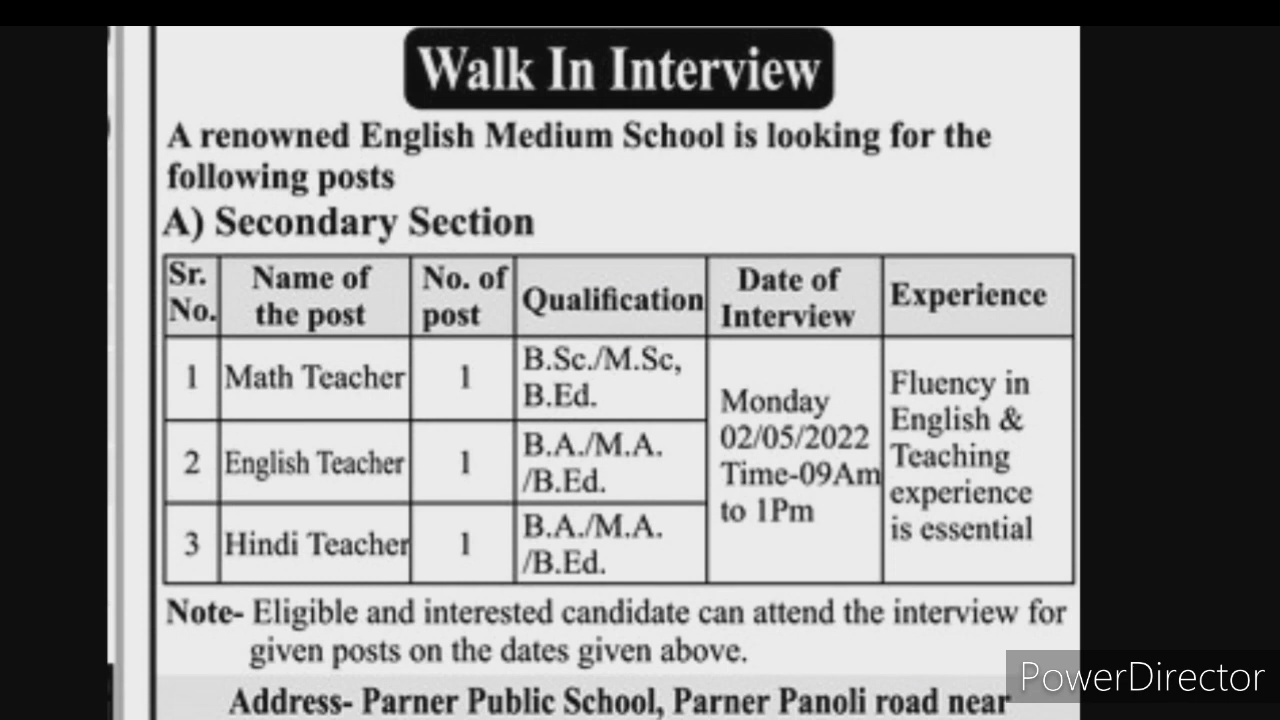 Walk In Interview
A renowned English Medium School is looking for the
following posts
A) Secondary Section
Sr. No. Name of the post No. of post Qualification Date of Interview Experience
1 Math Teacher 1 B.Sc./M.Sc, B.Ed.
2 English Teacher 1 B.A./M.A. /B.Ed.
3 Hindi Teacher 1 B.A./M.A. /B.Ed.
Monday
02/05/2022
Time-09Am
to 1Pm
Fluency in
English &
Teaching
experience
is essential
Note- Eligible and interested candidate can attend the interview for
given posts on the dates given above.
Address- Parner Public School, Parner Panoli road near
PowerDirector